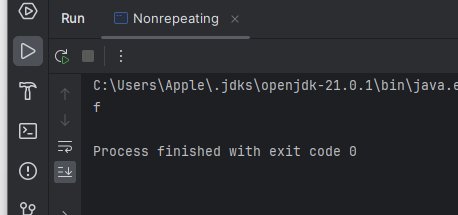 Run
Nonrepeating
C:\Users\Apple\.jdks\openjdk-21.0.1\bin\java.e
f
Process finished with exit code 0